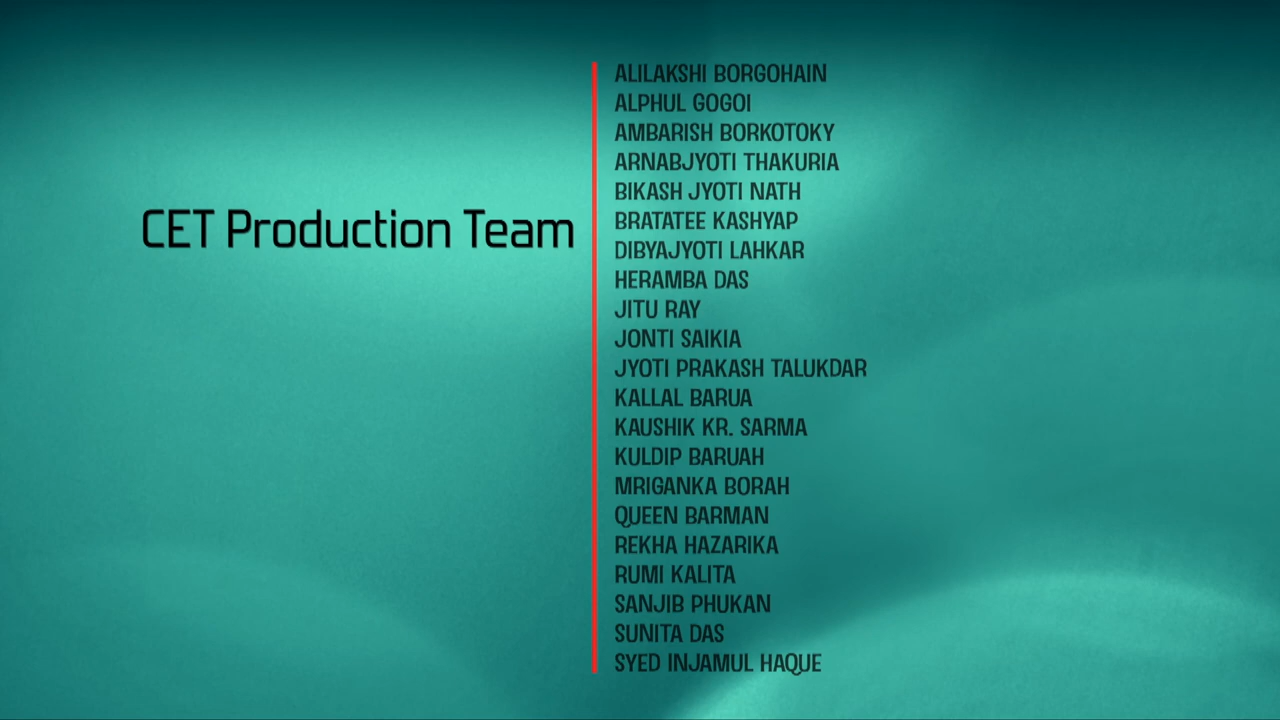 CET Production Team
ALILAKSHI BORGOHAIN
ALPHUL GOGOI
AMBARISH BORKOTOKY
ARNABJYOTI THAKURIA
BIKASH JYOTI NATH
BRATATEE KASHYAP
DIBYAJYOTI LAHKAR
HERAMBA DAS
JITU RAY
JONTI SAIKIA
JYOTI PRAKASH TALUKDAR
KALLAL BARUA
KAUSHIK KR. SARMA
KULDIP BARUAH
MRIGANKA BORAH
QUEEN BARMAN
REKHA HAZARIKA
RUMI KALITA
SANJIB PHUKAN
SUNITA DAS
SYED INJAMUL HAQUE